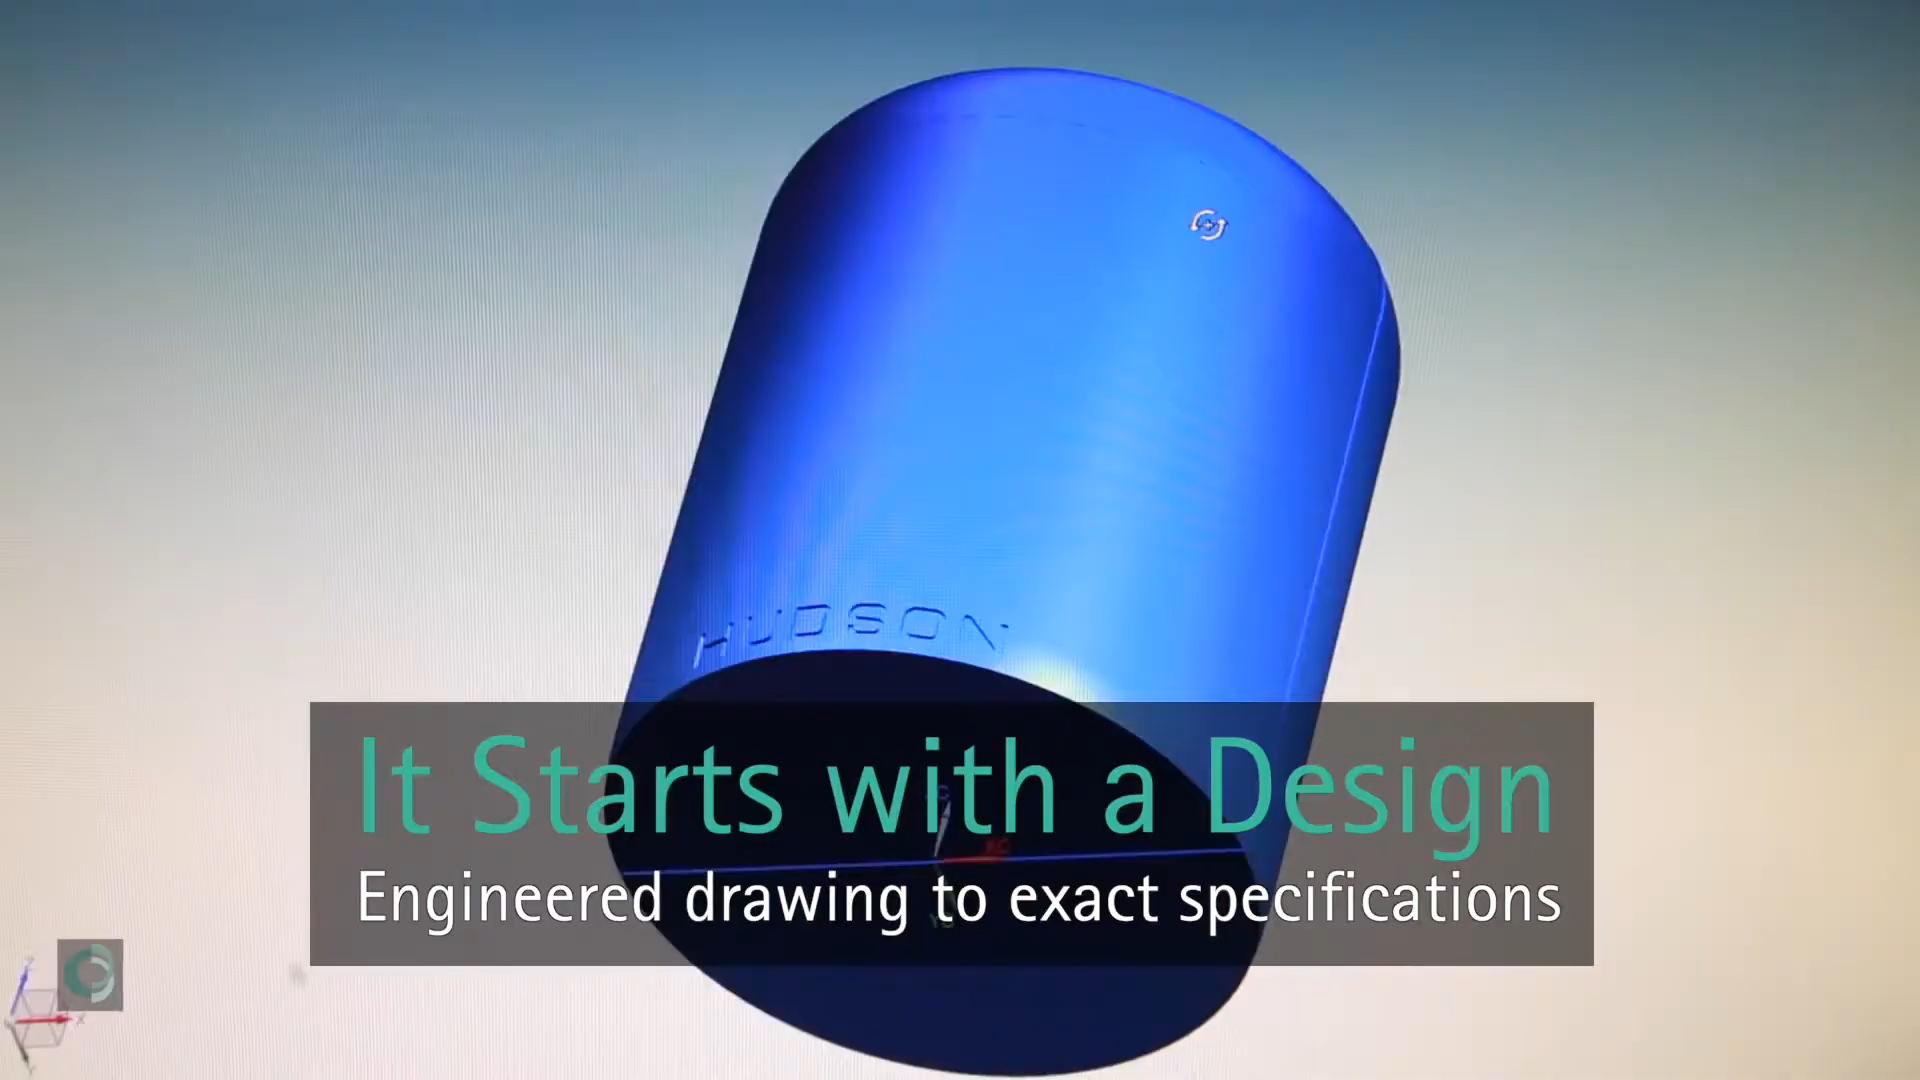 HUDSON
It Starts with a Design
Engineered drawing to exact specifications
X